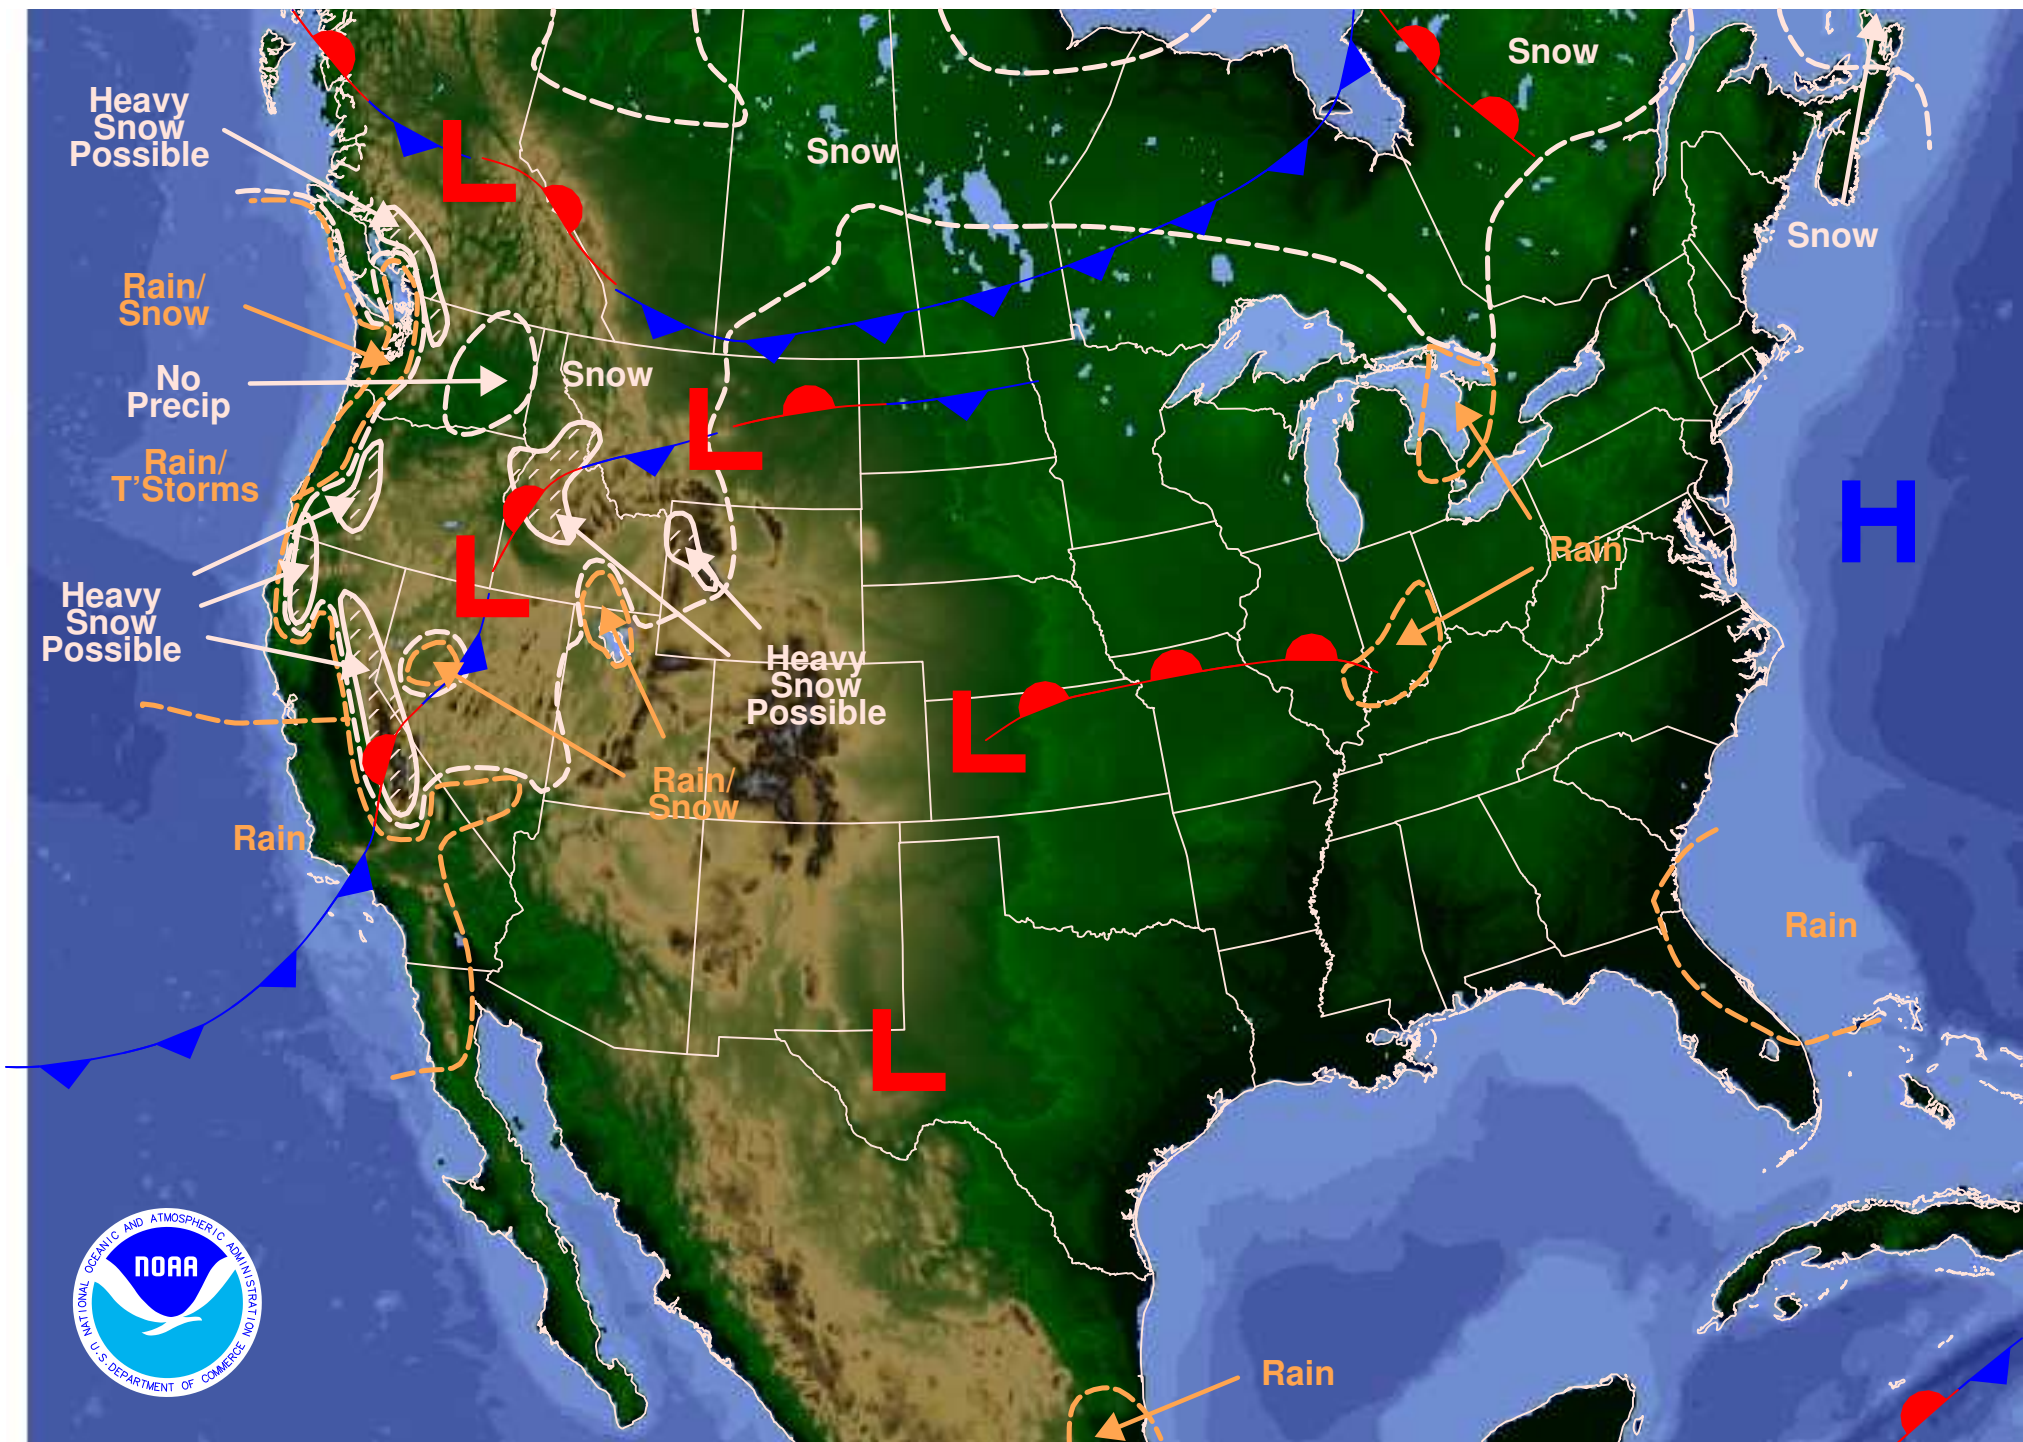 Snow
Heavy
Snow
Possible
L
Snow
Snow
Rain/
Snow
No
Precip
Snow
L
Rain/
T'Storms
H
L
Rain
Heavy
Snow
Possible
Heavy
Snow
Possible
L
Rain/
Snow
Rain
Rain
L
NATIONAL OCEANIC AND ATMOSPHERIC ADMINISTRATION
NOAA
U.S. DEPARTMENT OF COMMERCE
Rain